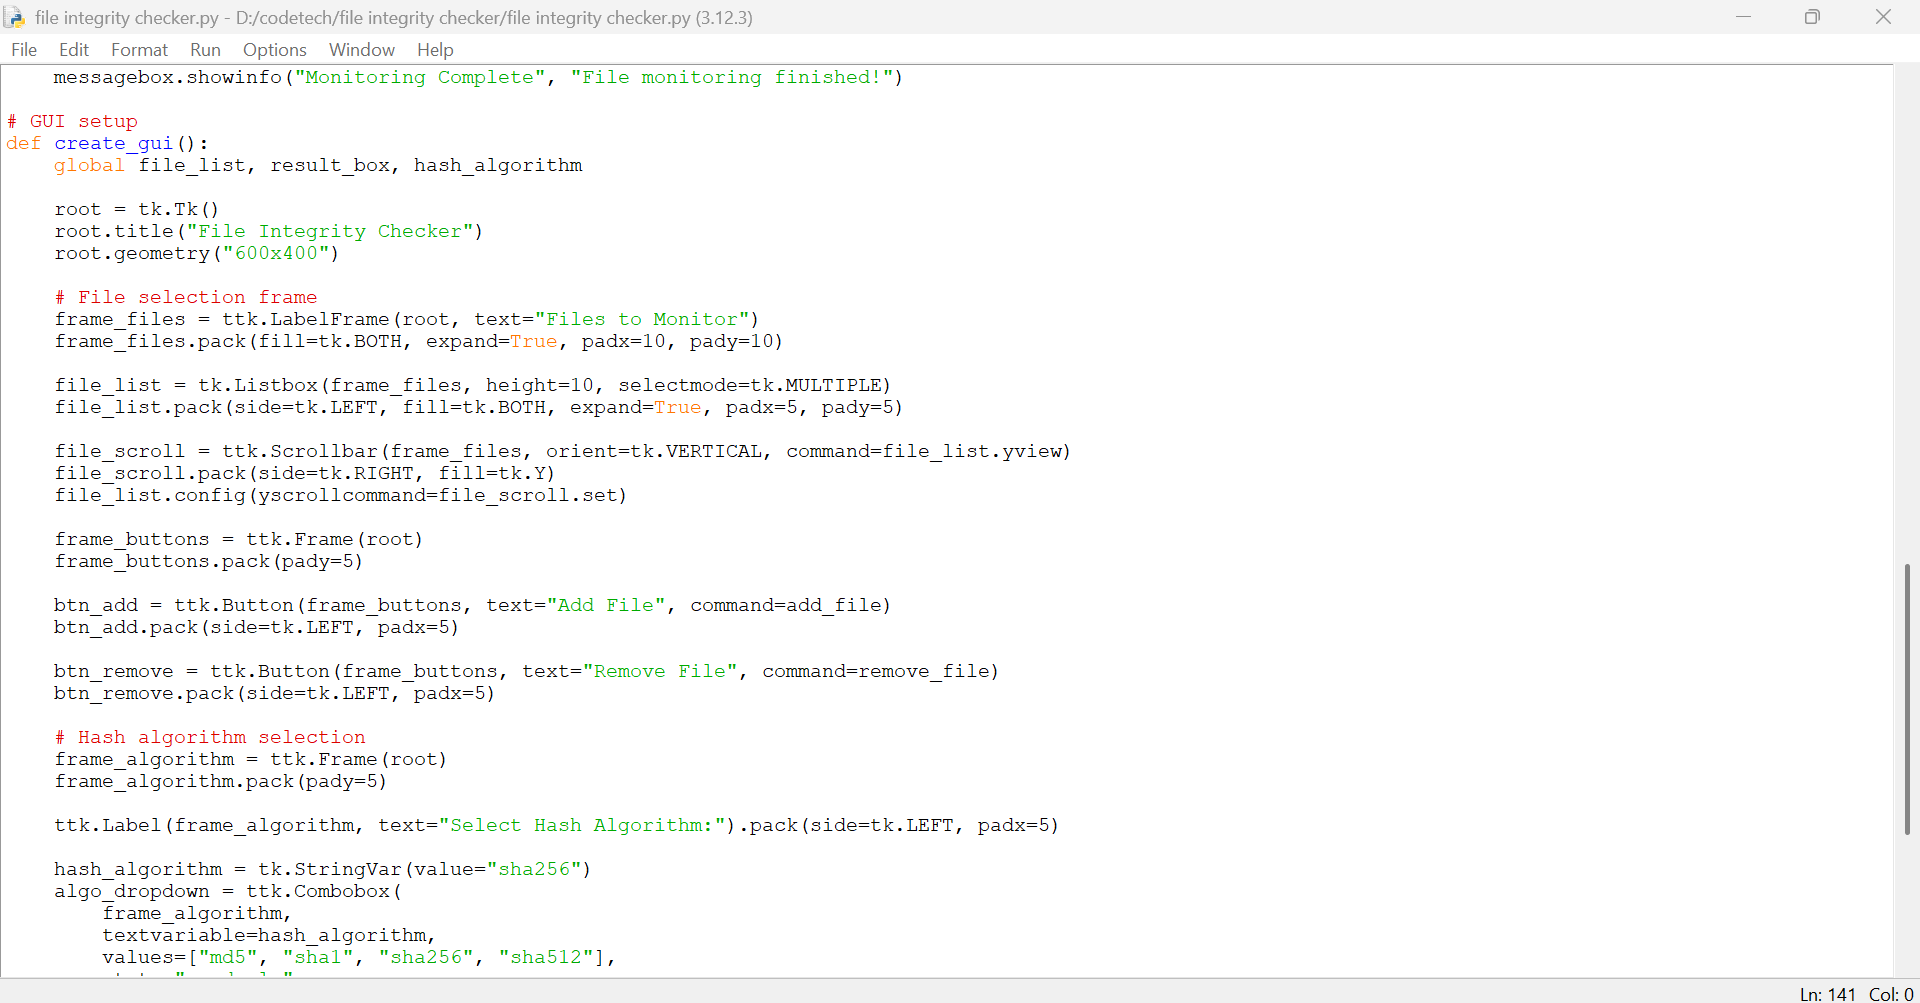 file integrity checker.py - D:/codetech/file integrity checker/file integrity checker.py (3.12.3)
File Edit Format Run Options Window Help
    messagebox.showinfo("Monitoring Complete", "File monitoring finished!")

# GUI setup
def create_gui():
    global file_list, result_box, hash_algorithm

    root = tk.Tk()
    root.title("File Integrity Checker")
    root.geometry("600x400")

    # File selection frame
    frame_files = ttk.LabelFrame(root, text="Files to Monitor")
    frame_files.pack(fill=tk.BOTH, expand=True, padx=10, pady=10)

    file_list = tk.Listbox(frame_files, height=10, selectmode=tk.MULTIPLE)
    file_list.pack(side=tk.LEFT, fill=tk.BOTH, expand=True, padx=5, pady=5)

    file_scroll = ttk.Scrollbar(frame_files, orient=tk.VERTICAL, command=file_list.yview)
    file_scroll.pack(side=tk.RIGHT, fill=tk.Y)
    file_list.config(yscrollcommand=file_scroll.set)

    frame_buttons = ttk.Frame(root)
    frame_buttons.pack(pady=5)

    btn_add = ttk.Button(frame_buttons, text="Add File", command=add_file)
    btn_add.pack(side=tk.LEFT, padx=5)

    btn_remove = ttk.Button(frame_buttons, text="Remove File", command=remove_file)
    btn_remove.pack(side=tk.LEFT, padx=5)

    # Hash algorithm selection
    frame_algorithm = ttk.Frame(root)
    frame_algorithm.pack(pady=5)

    ttk.Label(frame_algorithm, text="Select Hash Algorithm:").pack(side=tk.LEFT, padx=5)

    hash_algorithm = tk.StringVar(value="sha256")
    algo_dropdown = ttk.Combobox(
        frame_algorithm,
        textvariable=hash_algorithm,
        values=["md5", "sha1", "sha256", "sha512"],
Ln: 141 Col: 0